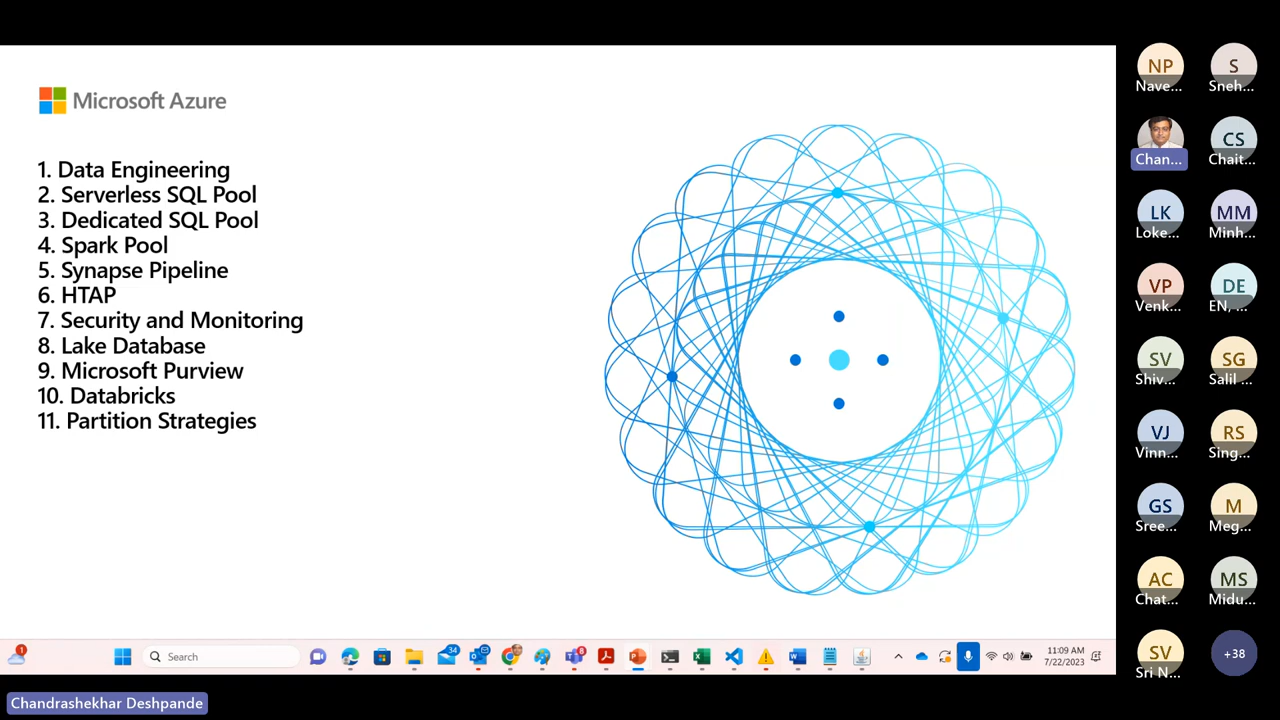 Microsoft Azure
1. Data Engineering
2. Serverless SQL Pool
3. Dedicated SQL Pool
4. Spark Pool
5. Synapse Pipeline
6. HTAP
7. Security and Monitoring
8. Lake Database
9. Microsoft Purview
10. Databricks
11. Partition Strategies
NP S
Nave... Sneh...
CS
Chan... Chait...
LK MM
Loke... Minh...
VP DE
Venk... EN, ...
SV SG
Shiv... Salil ...
VJ RS
Vinn... Sing...
GS M
Sree... Meg...
AC MS
Chat... Midu...
SV +38
Sri N...
1
Search
34
8
11:09 AM
7/22/2023
Chandrashekhar Deshpande